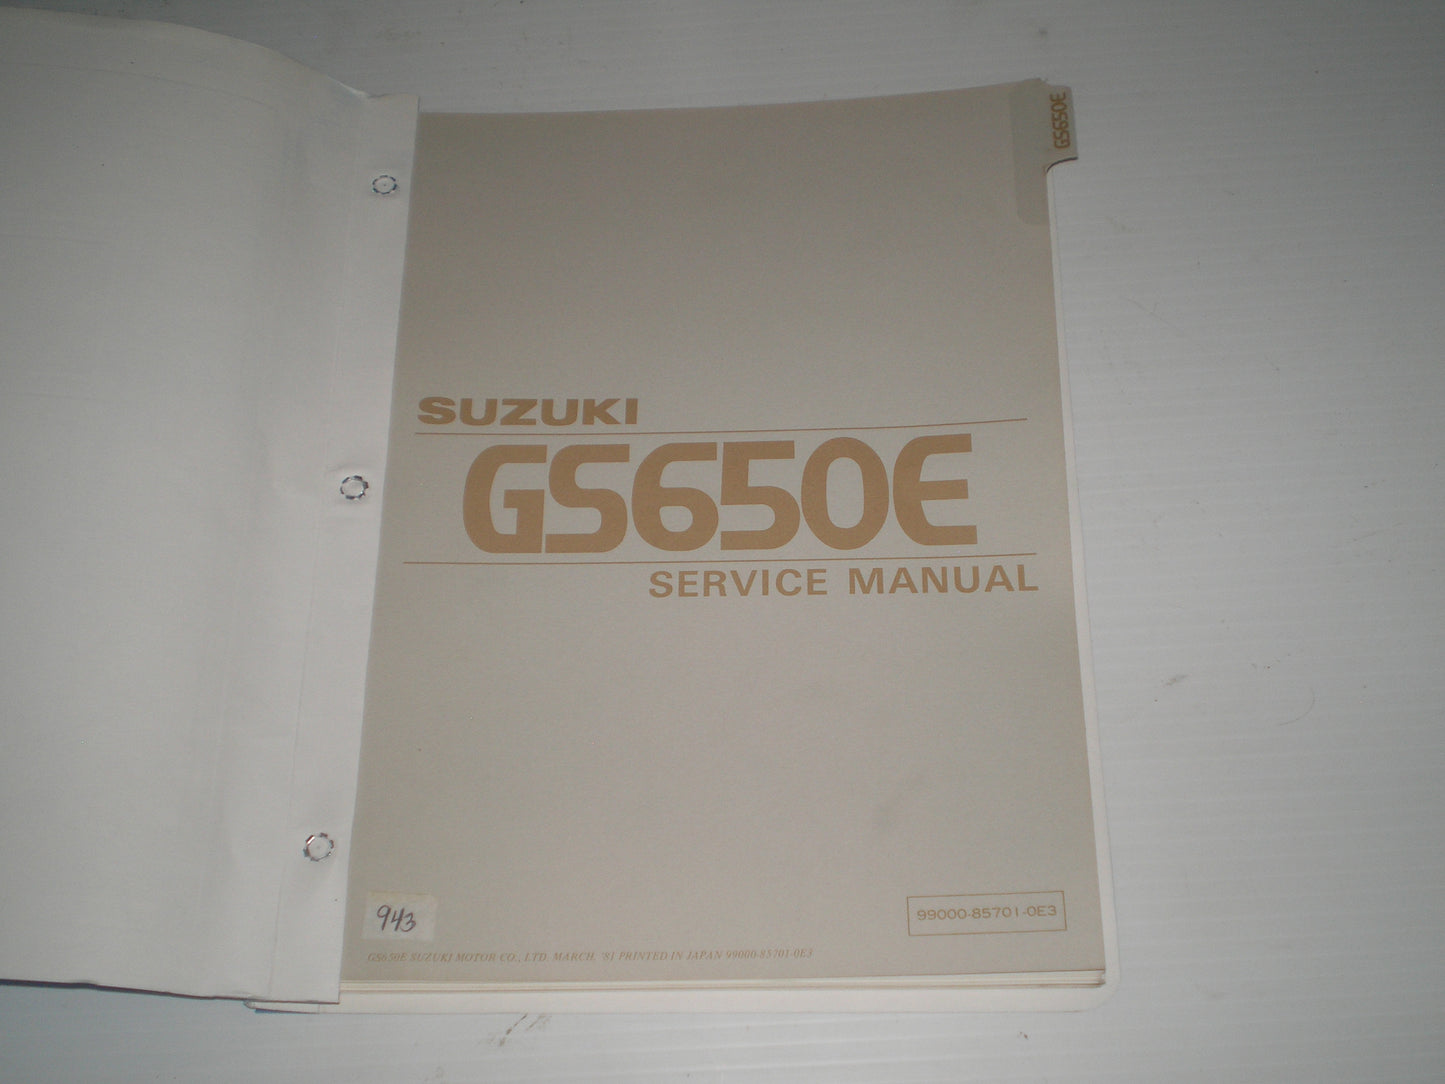 GS650E
SUZUKI
GS650E
SERVICE MANUAL
943
99000-85701-0E3
GS650E SUZUKI MOTOR CO., LTD. MARCH, '81 PRINTED IN JAPAN 99000-85701-0E3